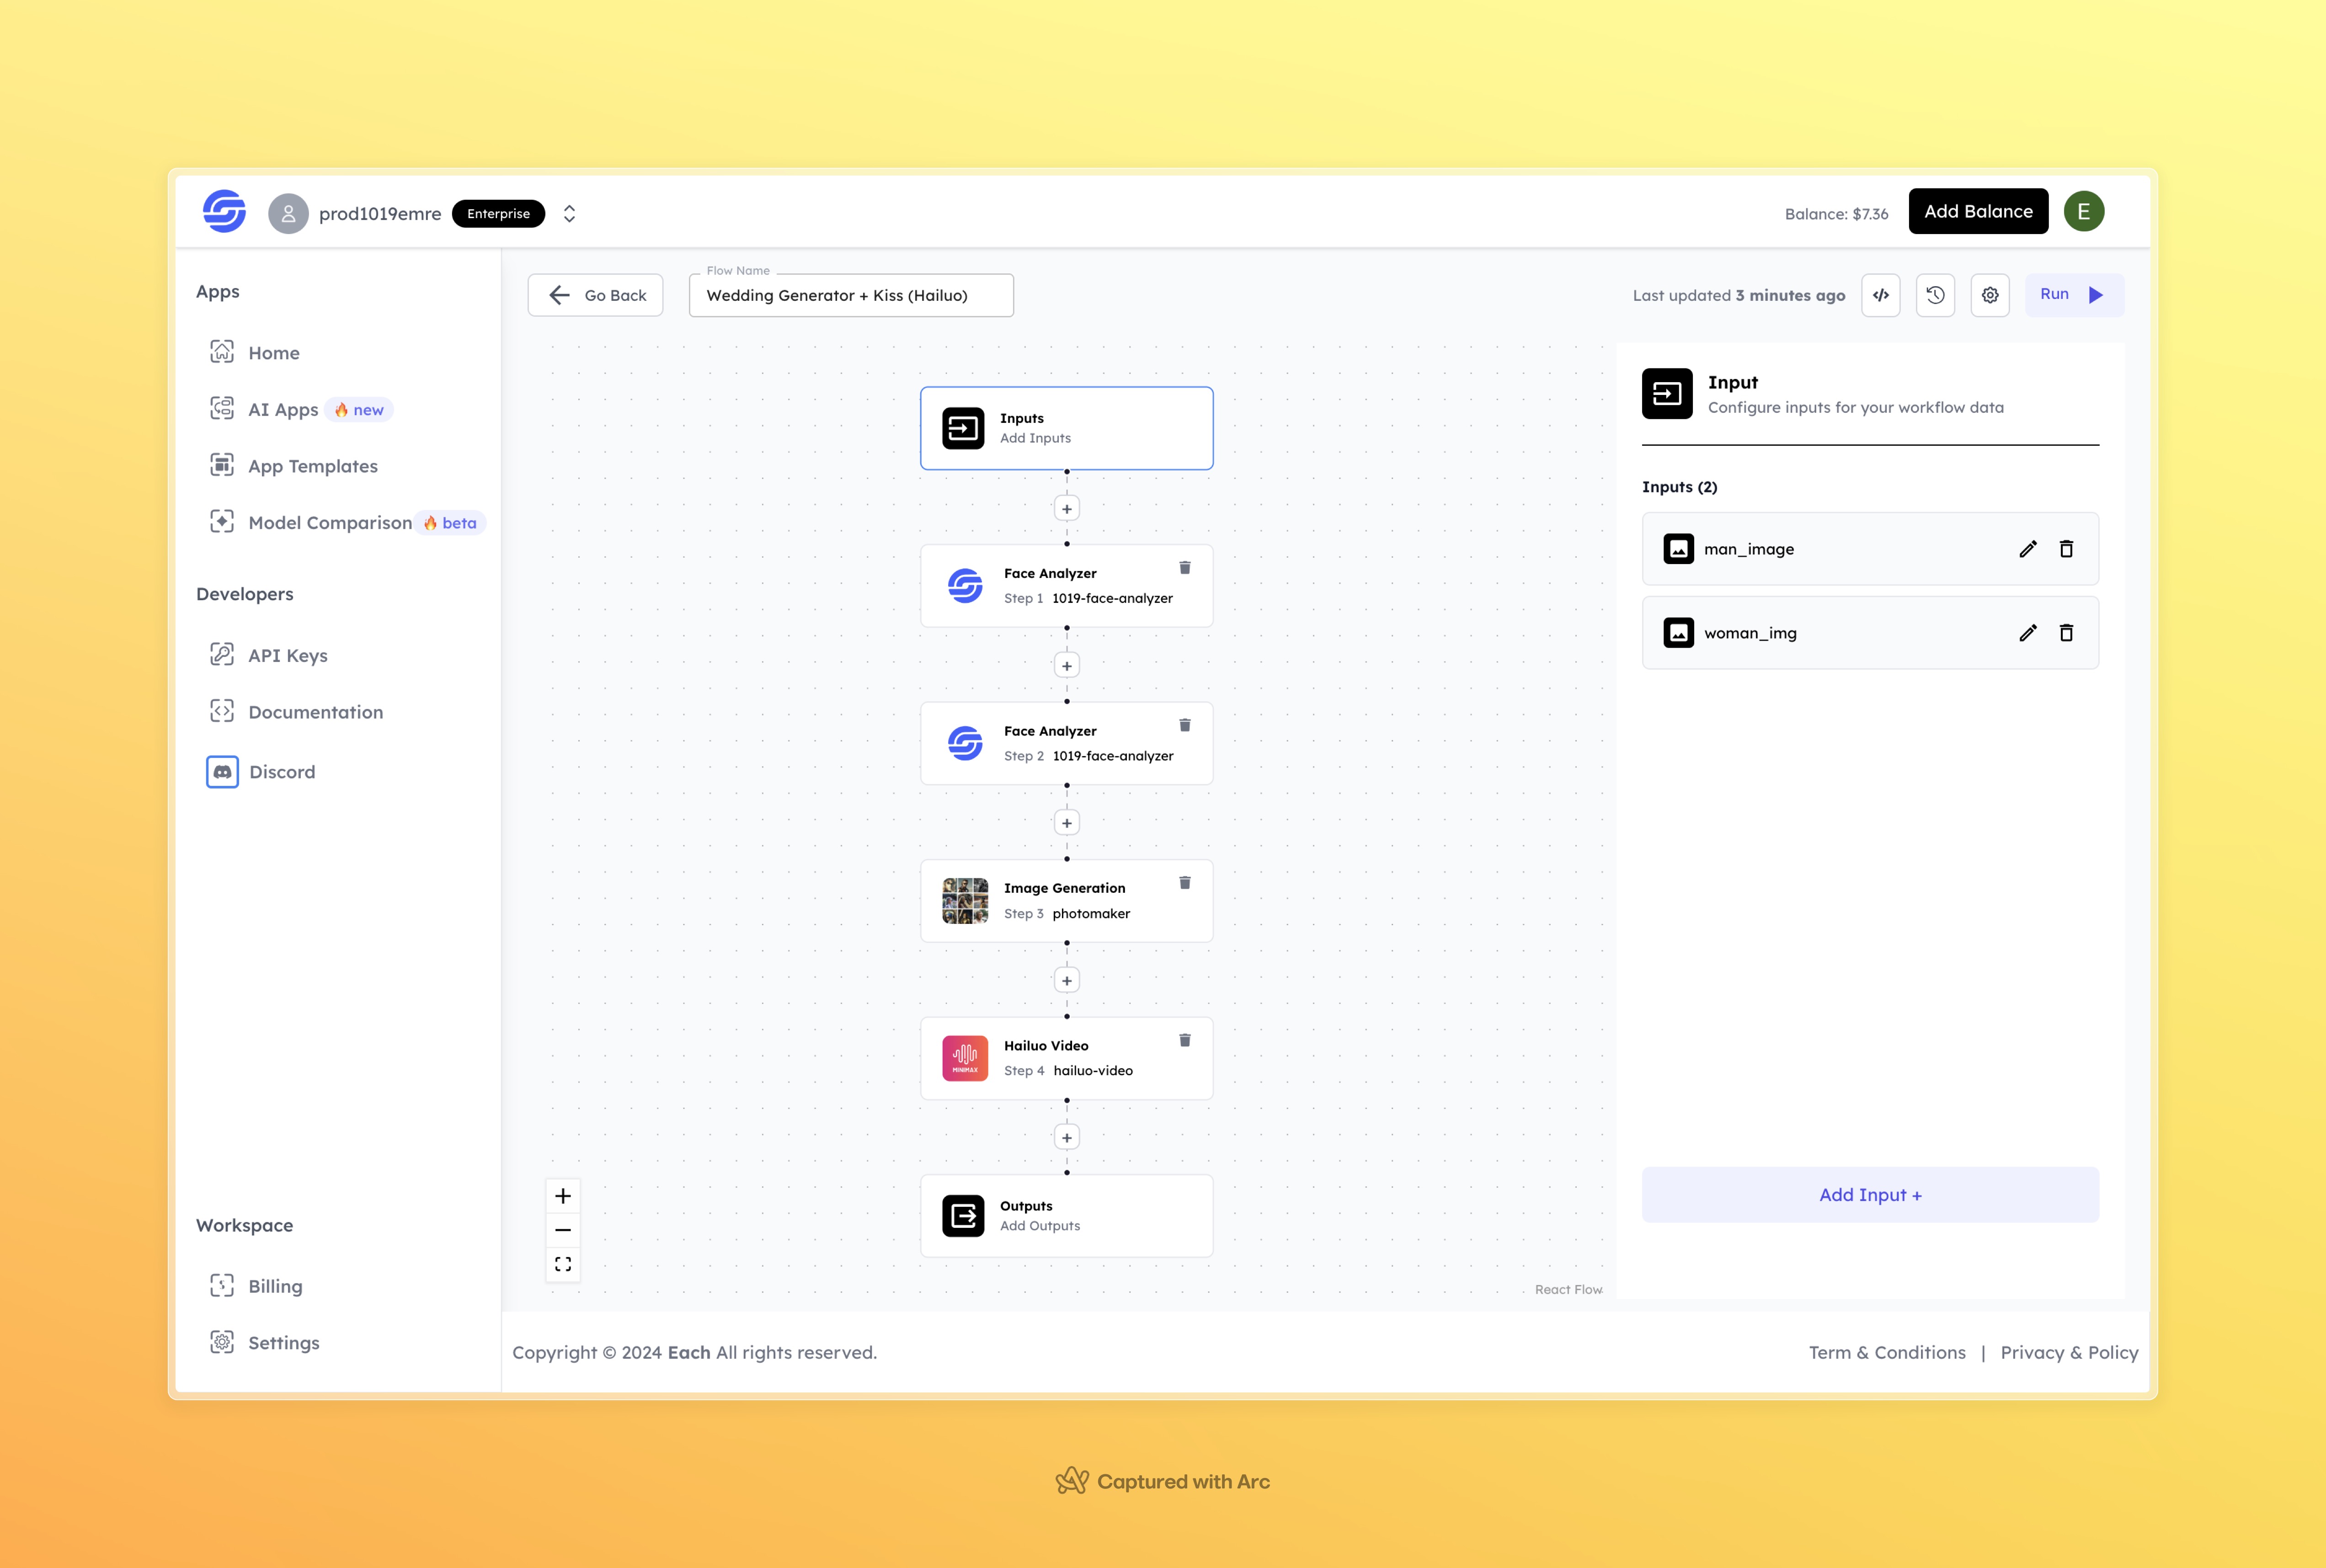 prod1019emre Enterprise
Balance: $7.36 Add Balance E
Apps
Home
AI Apps 🔥 new
App Templates
Model Comparison 🔥 beta
Developers
API Keys
Documentation
Discord
Workspace
Billing
Settings
Go Back
Flow Name
Wedding Generator + Kiss (Hailuo)
Last updated 3 minutes ago
Run
Inputs
Add Inputs
Face Analyzer
Step 1 1019-face-analyzer
Face Analyzer
Step 2 1019-face-analyzer
Image Generation
Step 3 photomaker
MINIMAX
Hailuo Video
Step 4 hailuo-video
Outputs
Add Outputs
React Flow
Input
Configure inputs for your workflow data
Inputs (2)
man_image
woman_img
Add Input +
Copyright © 2024 Each All rights reserved.
Term & Conditions | Privacy & Policy
Captured with Arc